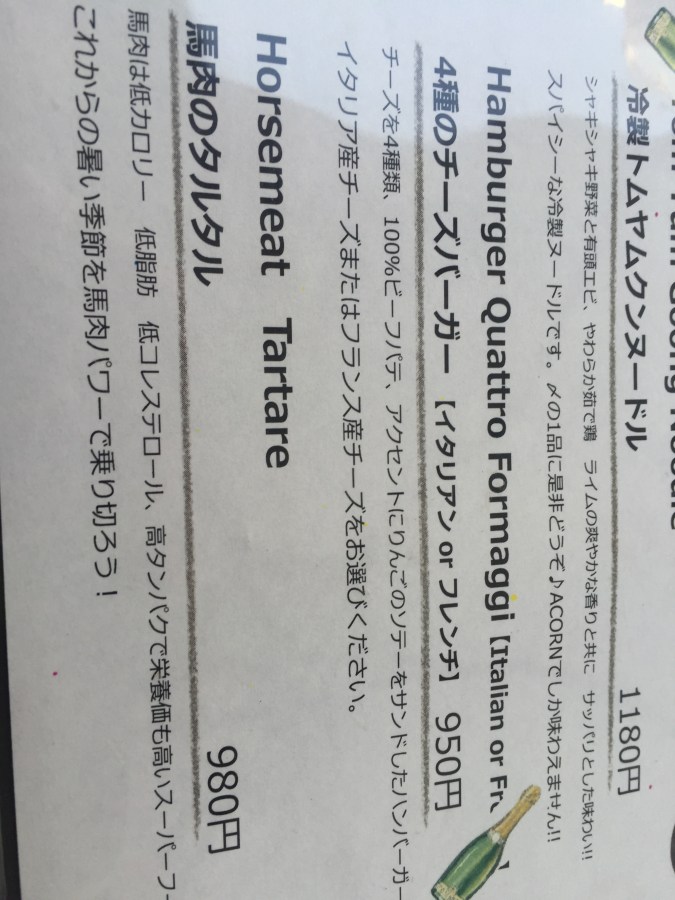 冷製トムヤムクンヌードル 1180円
シャキシャキ野菜と有頭エビ、やわらか茹で鶏　ライムの爽やかな香りと共に　サッパリとした味わい!!
スパイシーな冷製ヌードルです。〆の1品に是非どうぞ♪ACORNでしか味わえません!!
Hamburger Quattro Formaggi【Italian or
4種のチーズバーガー【イタリアン or フレンチ】 950円
チーズを4種類、100%ビーフパテ、アクセントにりんごのソテーをサンドしたハンバーガー
イタリア産チーズまたはフランス産チーズをお選びください。
Horsemeat Tartare
馬肉のタルタル 980円
馬肉は低カロリー　低脂肪　低コレステロール、高タンパクで栄養価も高いスーパーフー
これからの暑い季節を馬肉パワーで乗り切ろう！